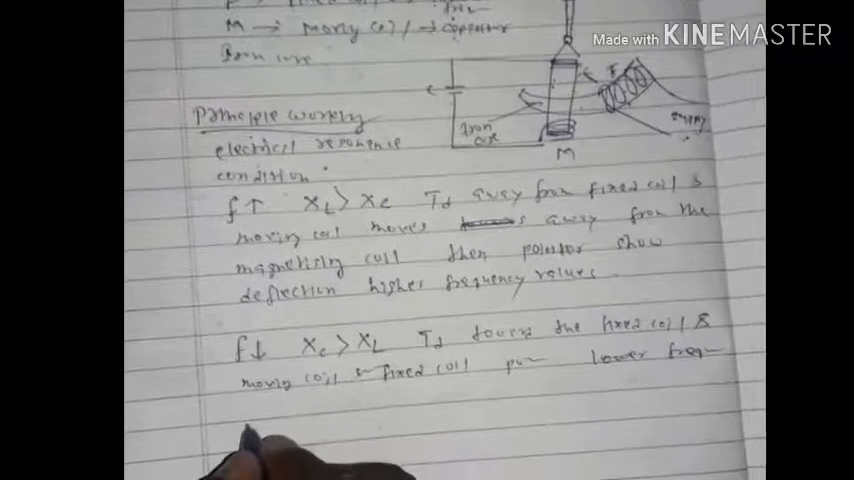 M → Moving coil → capacitor
Iron core
Made with KINEMASTER
F
Iron
core
M
Principle working
electrical resonance
condition.
f↑ XL > Xc Td away from fixed coil &
moving coil moves away from the
magnetising coil then pointer show
deflection higher frequency values.
f↓ Xc > XL Td toward the fixed coil &
moving coil fixed coil lower freq